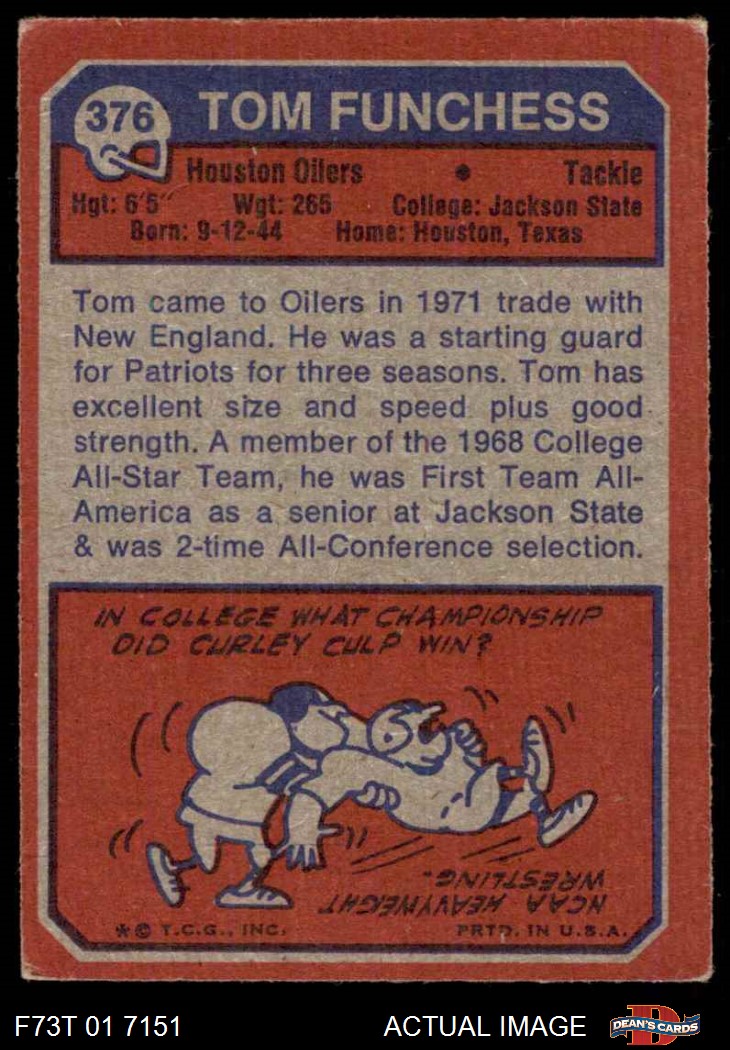 376
TOM FUNCHESS
Houston Oilers • Tackle
Hgt: 6'5" Wgt: 265 College: Jackson State
Born: 9-12-44 Home: Houston, Texas
Tom came to Oilers in 1971 trade with
New England. He was a starting guard
for Patriots for three seasons. Tom has
excellent size and speed plus good
strength. A member of the 1968 College
All-Star Team, he was First Team All-
America as a senior at Jackson State
& was 2-time All-Conference selection.
IN COLLEGE WHAT CHAMPIONSHIP
DID CURLEY CULP WIN?
NCAA HEAVYWEIGHT
WRESTLING.
*© T.C.G., INC. PRTD. IN U.S.A.
F73T 01 7151 ACTUAL IMAGE
D
DEAN'S CARDS